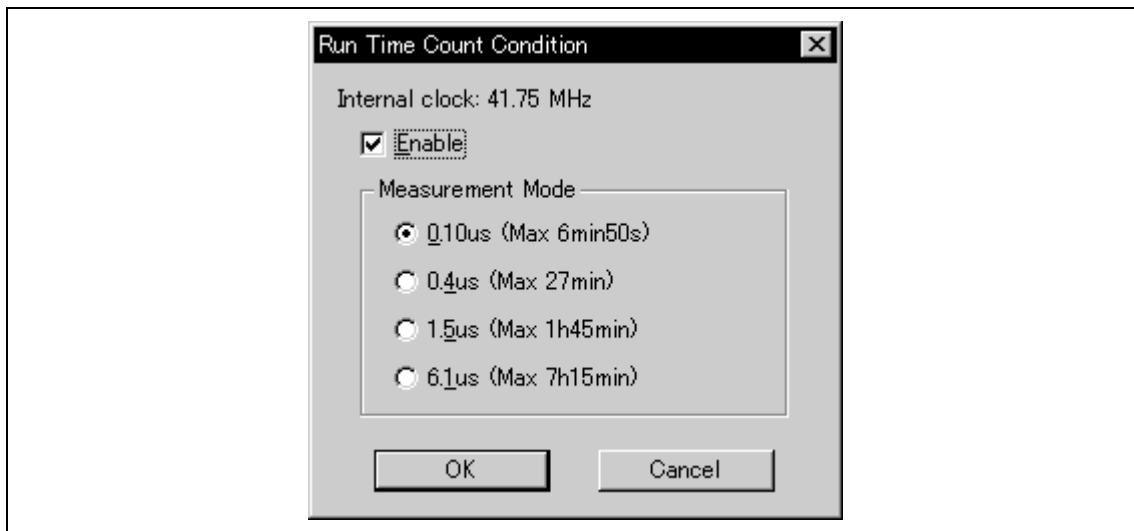 Run Time Count Condition
Internal clock: 41.75 MHz
Enable
Measurement Mode
0.10us (Max 6min50s)
0.4us (Max 27min)
1.5us (Max 1h45min)
6.1us (Max 7h15min)
OK Cancel